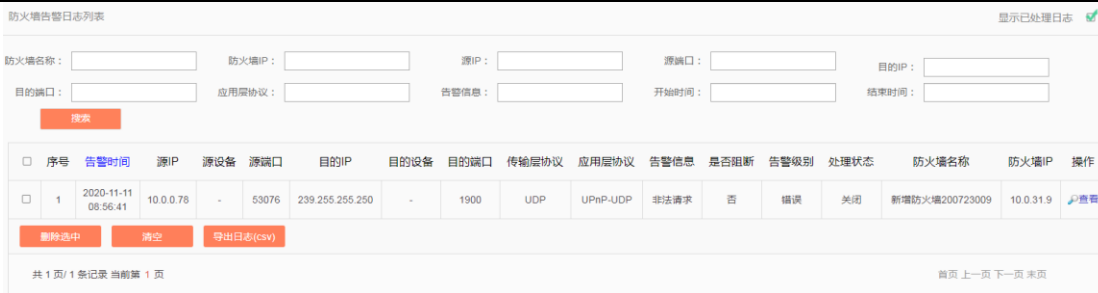 防火墙告警日志列表 显示已处理日志
防火墙名称： 防火墙IP： 源IP： 源端口： 目的IP：
目的端口： 应用层协议： 告警信息： 开始时间： 结束时间：
搜索
序号 告警时间 源IP 源设备 源端口 目的IP 目的设备 目的端口 传输层协议 应用层协议 告警信息 是否阻断 告警级别 处理状态 防火墙名称 防火墙IP 操作
1 2020-11-11 08:56:41 10.0.0.78 - 53076 239.255.255.250 - 1900 UDP UPnP-UDP 非法请求 否 错误 关闭 新增防火墙200723009 10.0.31.9 查看
删除选中 清空 导出日志(csv)
共 1 页/ 1 条记录 当前第 1 页 首页 上一页 下一页 末页